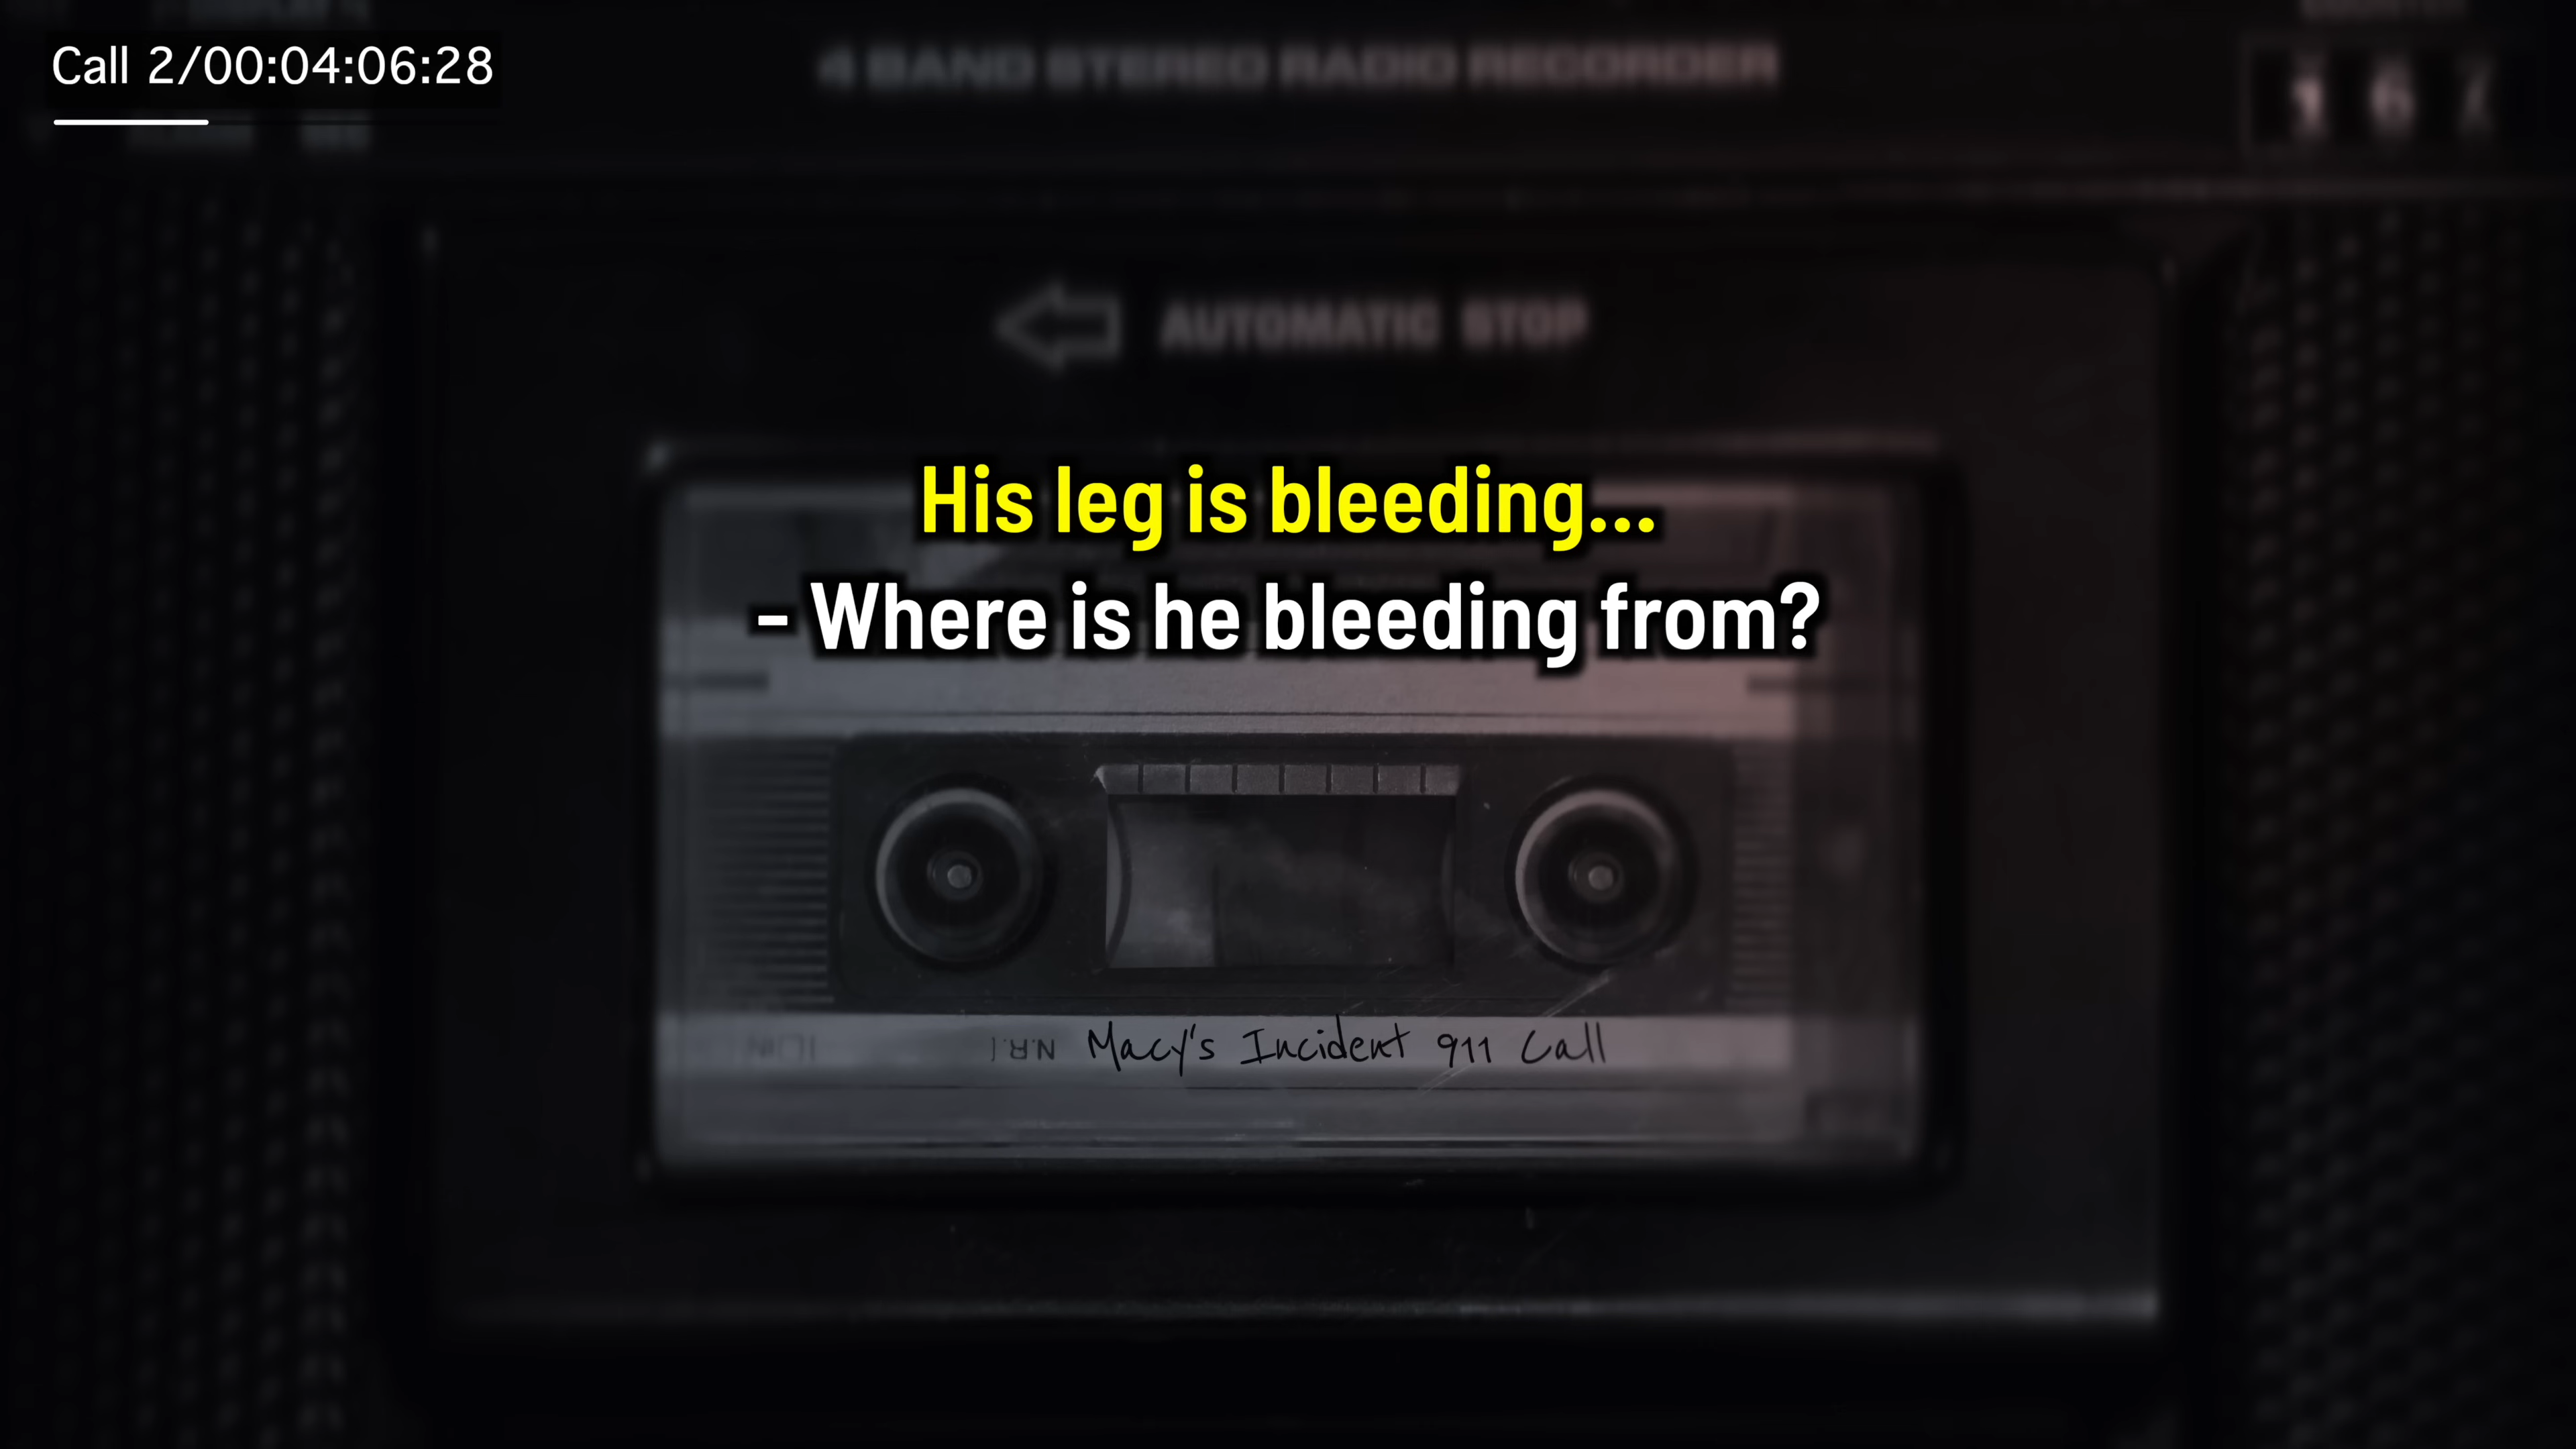 Call 2/00:04:06:28
4 BAND STEREO RADIO RECORDER
AUTOMATIC STOP
His leg is bleeding...
- Where is he bleeding from?
N.R.
Macy's Incident 911 Call